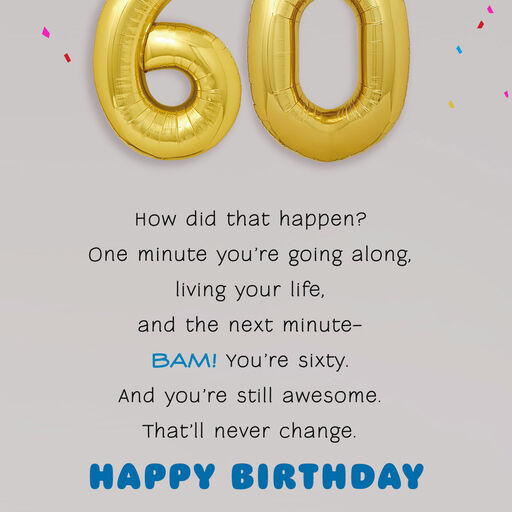 60
How did that happen?
One minute you're going along,
living your life,
and the next minute–
BAM! You're sixty.
And you're still awesome.
That'll never change.
HAPPY BIRTHDAY